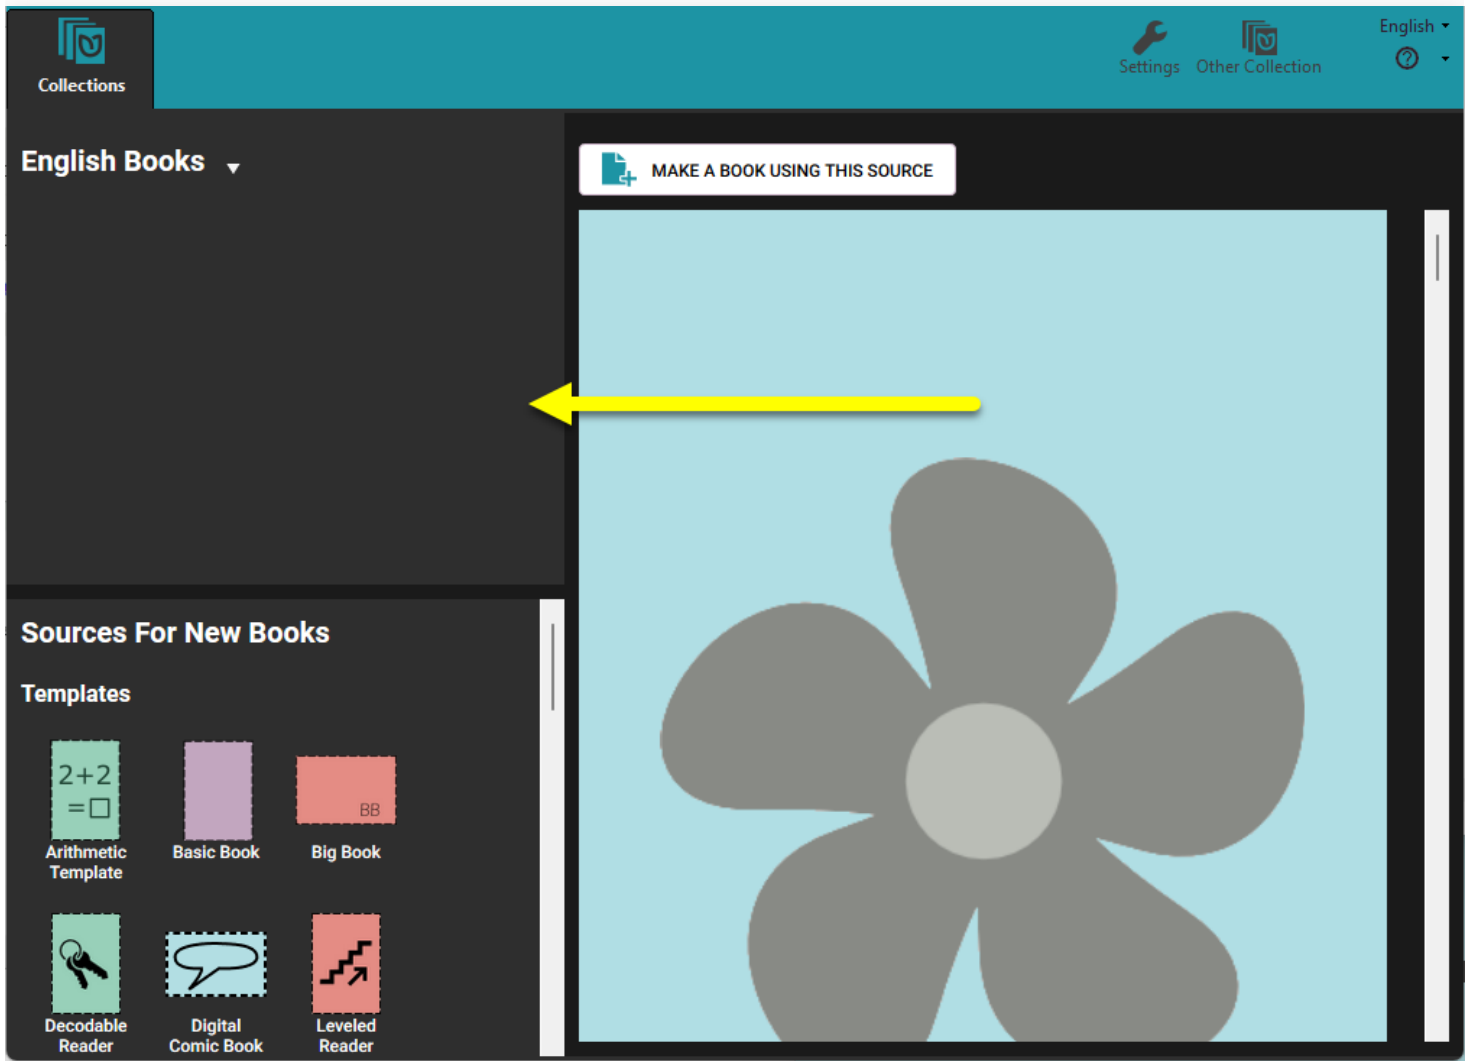 Collections
Settings
Other Collection
English
English Books
MAKE A BOOK USING THIS SOURCE
Sources For New Books
Templates
2+2
=□
BB
Arithmetic
Template
Basic Book
Big Book
Decodable
Reader
Digital
Comic Book
Leveled
Reader